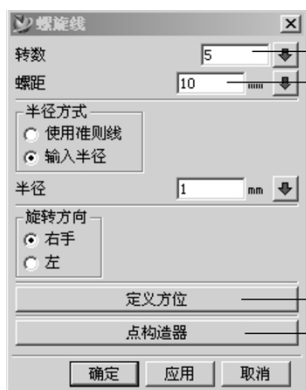 螺旋线
转数 5
螺距 10 mm
半径方式
使用准则线
输入半径
半径 1 mm
旋转方向
右手
左
定义方位
点构造器
确定 应用 取消